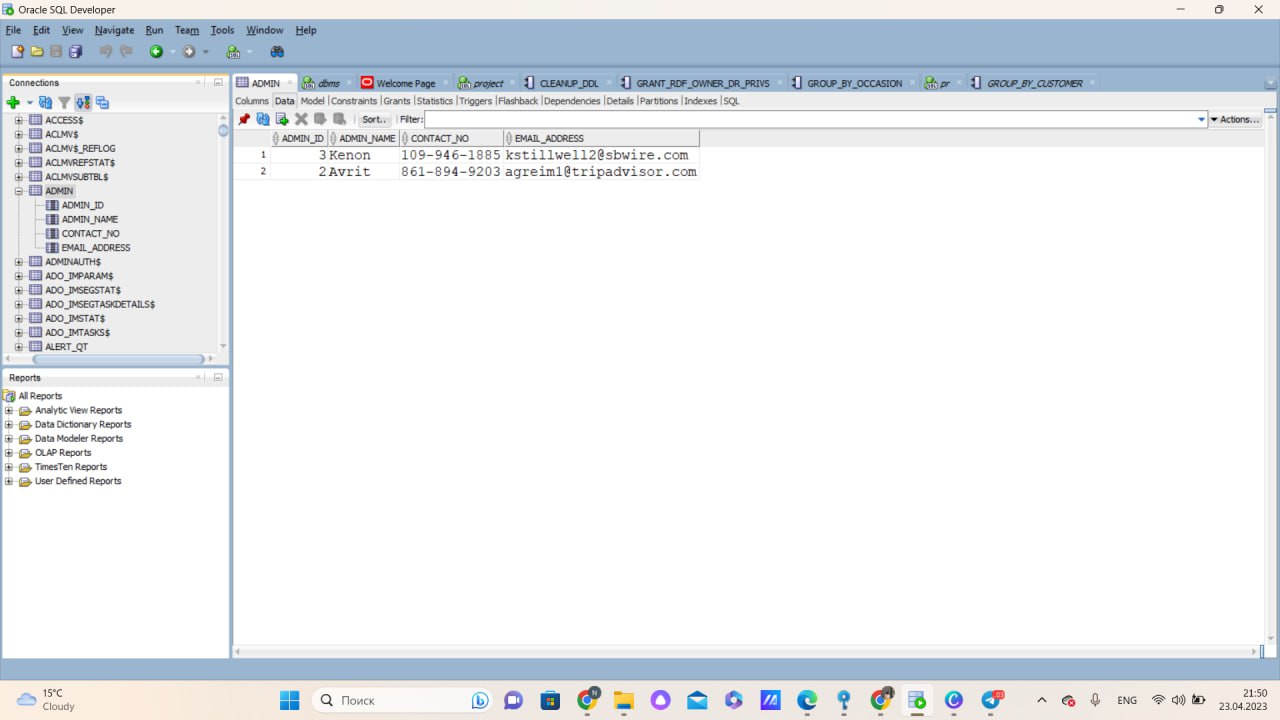 Oracle SQL Developer
File Edit View Navigate Run Team Tools Window Help
Connections
ACCESS$
ACLMV$
ACLMV$_REFLOG
ACLMVREFSTAT$
ACLMVSUBTBL$
ADMIN
ADMIN_ID
ADMIN_NAME
CONTACT_NO
EMAIL_ADDRESS
ADMINAUTH$
ADO_IMPARAM$
ADO_IMSEGSTAT$
ADO_IMSEGTASKDETAILS$
ADO_IMSTAT$
ADO_IMTASKS$
ALERT_QT
Reports
All Reports
Analytic View Reports
Data Dictionary Reports
Data Modeler Reports
OLAP Reports
TimesTen Reports
User Defined Reports
ADMIN dbms Welcome Page project CLEANUP_DDL GRANT_RDF_OWNER_DR_PRIVS GROUP_BY_OCCASION pr GROUP_BY_CUSTOMER
Columns Data Model Constraints Grants Statistics Triggers Flashback Dependencies Details Partitions Indexes SQL
Sort.. Filter: Actions...
ADMIN_ID ADMIN_NAME CONTACT_NO EMAIL_ADDRESS
1 3 Kenon 109-946-1885 kstillwell2@sbwire.com
2 2 Avrit 861-894-9203 agreim1@tripadvisor.com
15°C
Cloudy
Поиск
N
03
ENG
21:50
23.04.2023